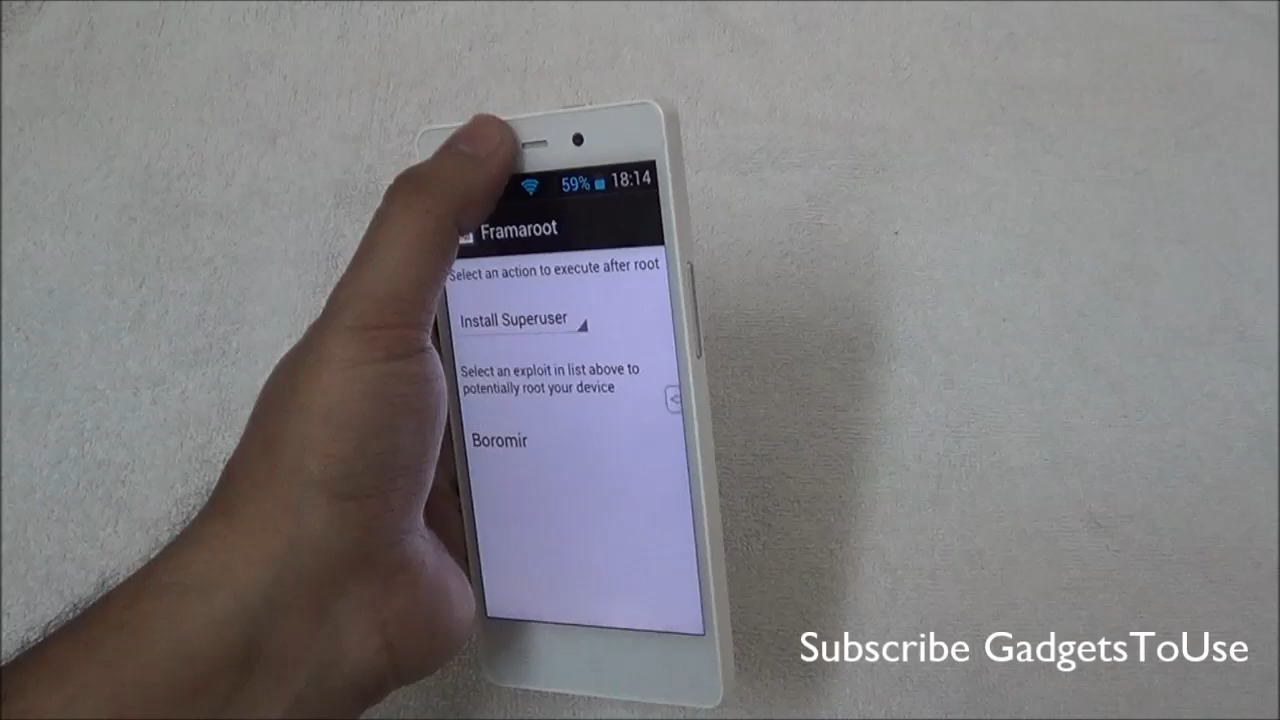 59% 18:14
Framaroot
Select an action to execute after root
Install Superuser
Select an exploit in list above to
potentially root your device
Boromir
Subscribe GadgetsToUse